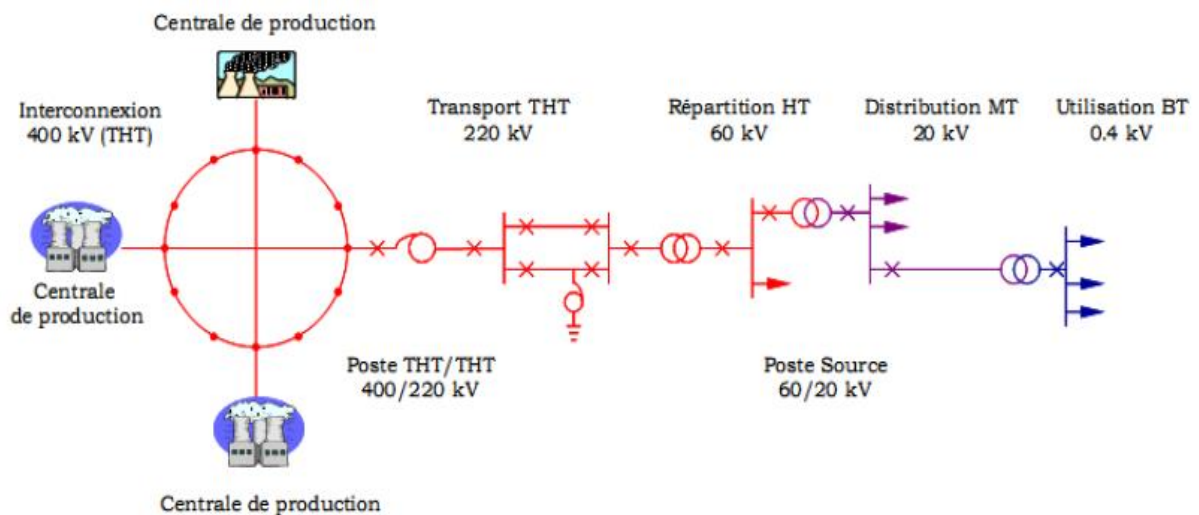 Centrale de production
Interconnexion
400 kV (THT)
Transport THT
220 kV
Répartition HT
60 kV
Distribution MT
20 kV
Utilisation BT
0.4 kV
Centrale
de production
Poste THT/THT
400/220 kV
Poste Source
60/20 kV
Centrale de production